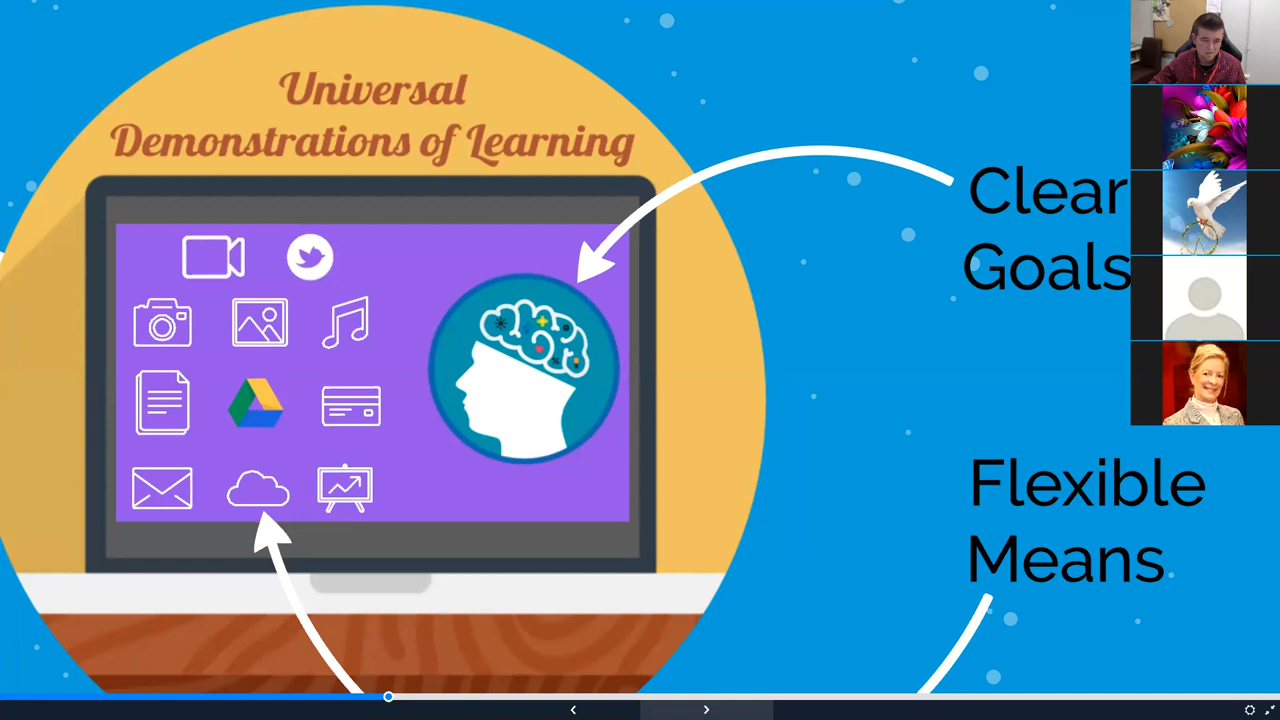 Universal
Demonstrations of Learning
Clear
Goals
Flexible
Means